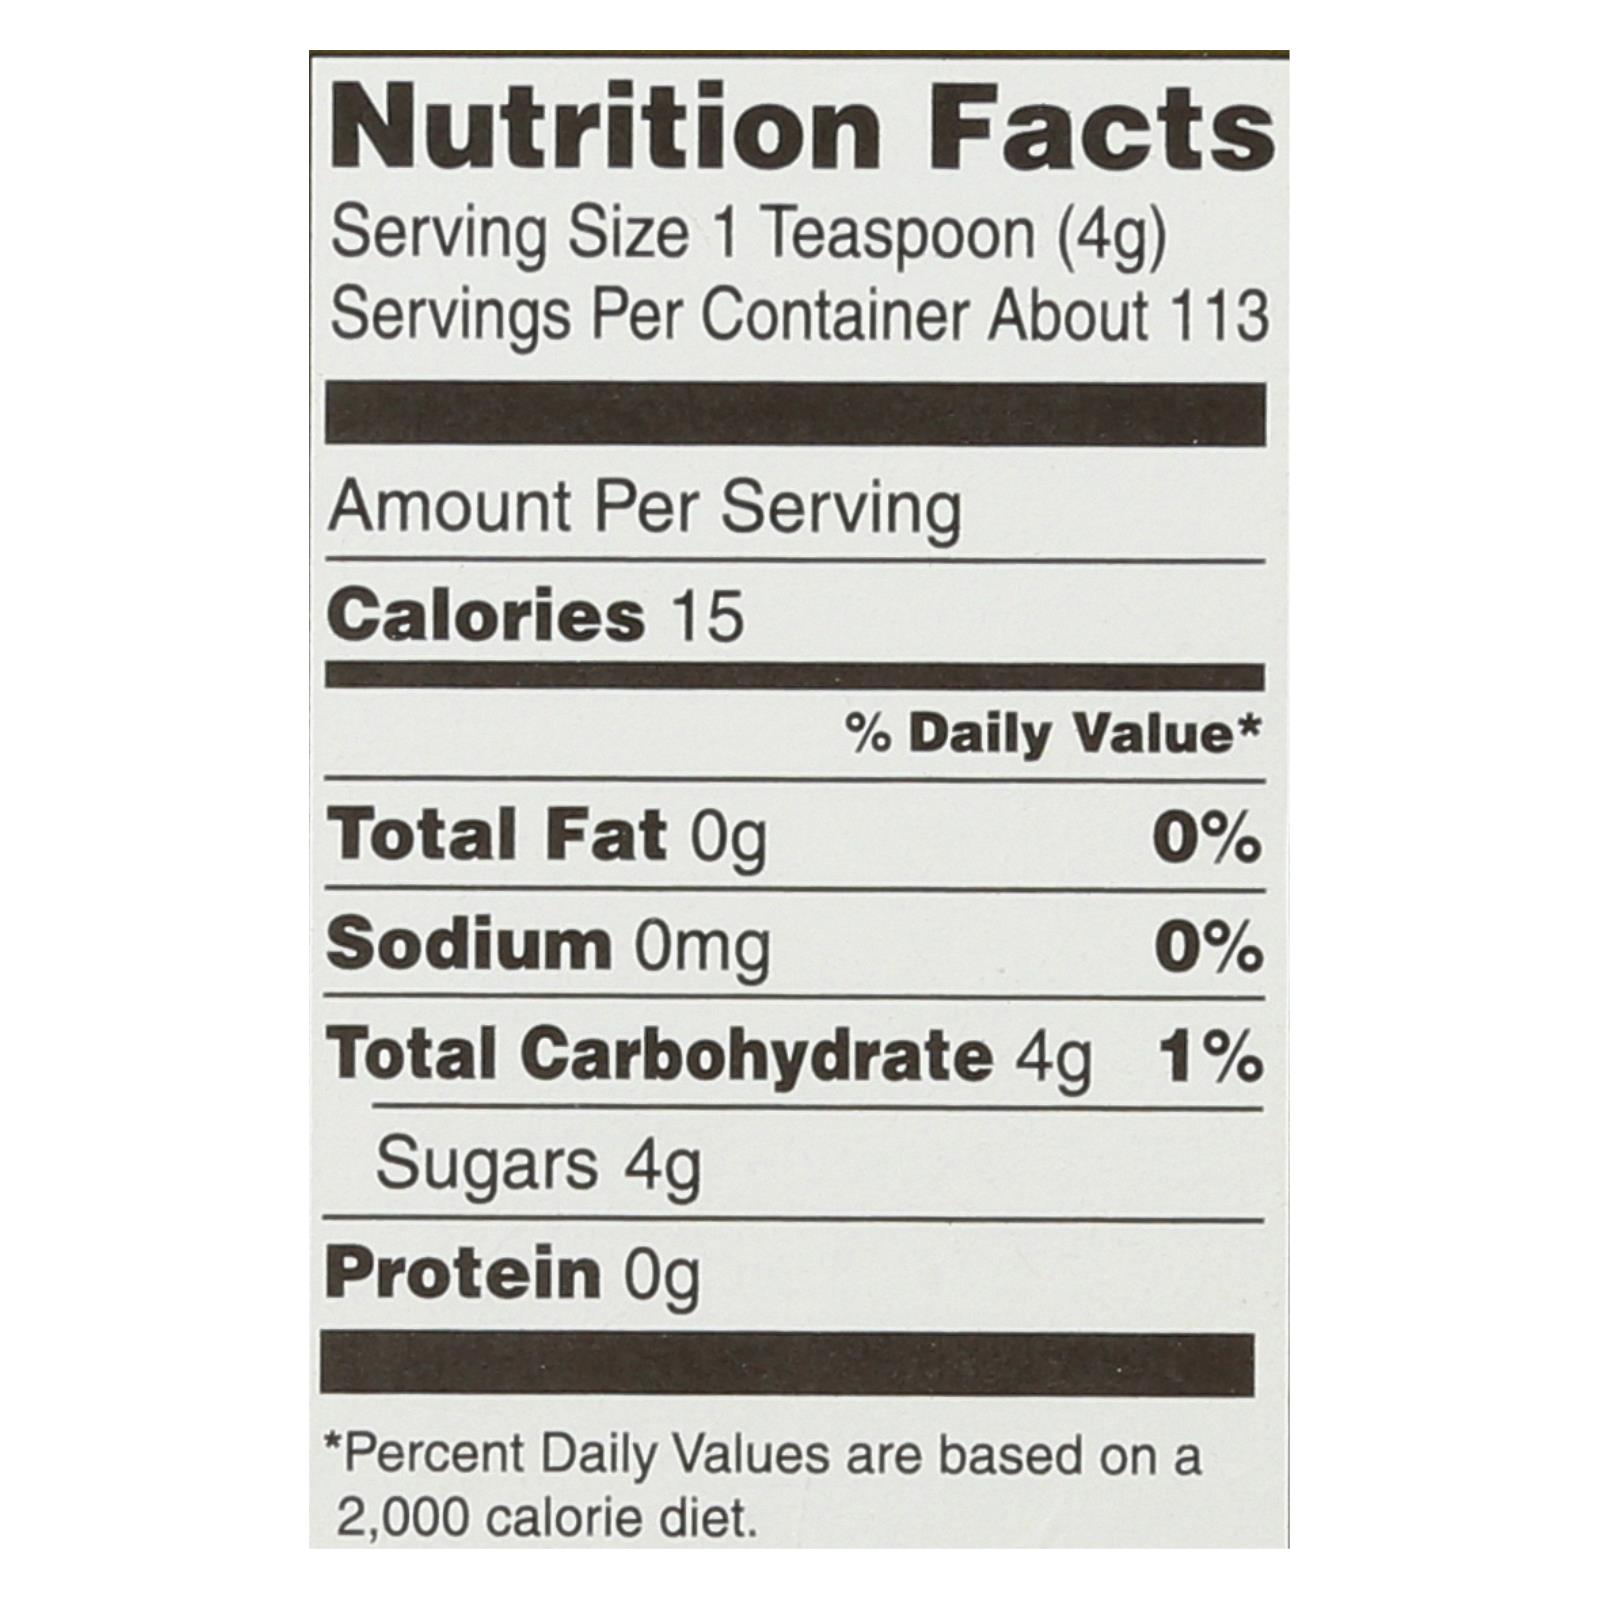 Nutrition Facts
Serving Size 1 Teaspoon (4g)
Servings Per Container About 113
Amount Per Serving
Calories 15
% Daily Value*
Total Fat 0g 0%
Sodium 0mg 0%
Total Carbohydrate 4g 1%
Sugars 4g
Protein 0g
*Percent Daily Values are based on a
2,000 calorie diet.